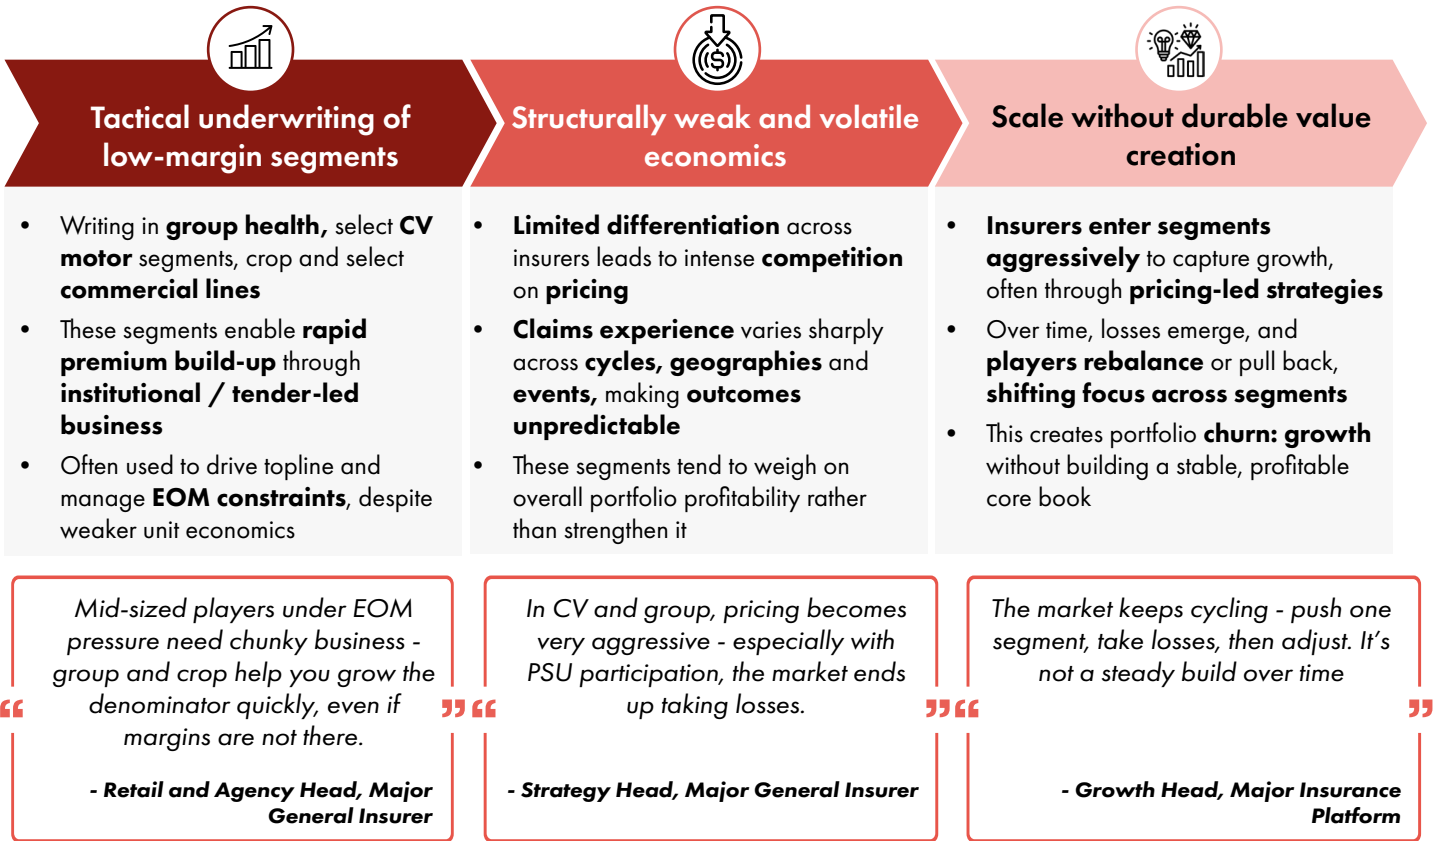 Tactical underwriting of
low-margin segments
Structurally weak and volatile
economics
Scale without durable value
creation
• Writing in group health, select CV
motor segments, crop and select
commercial lines
• These segments enable rapid
premium build-up through
institutional / tender-led
business
• Often used to drive topline and
manage EOM constraints, despite
weaker unit economics
• Limited differentiation across
insurers leads to intense competition
on pricing
• Claims experience varies sharply
across cycles, geographies and
events, making outcomes
unpredictable
• These segments tend to weigh on
overall portfolio profitability rather
than strengthen it
• Insurers enter segments
aggressively to capture growth,
often through pricing-led strategies
• Over time, losses emerge, and
players rebalance or pull back,
shifting focus across segments
• This creates portfolio churn: growth
without building a stable, profitable
core book
“
Mid-sized players under EOM
pressure need chunky business -
group and crop help you grow the
denominator quickly, even if
margins are not there.
”
- Retail and Agency Head, Major
General Insurer
“
In CV and group, pricing becomes
very aggressive - especially with
PSU participation, the market ends
up taking losses.
”
- Strategy Head, Major General Insurer
“
The market keeps cycling - push one
segment, take losses, then adjust. It’s
not a steady build over time
”
- Growth Head, Major Insurance
Platform